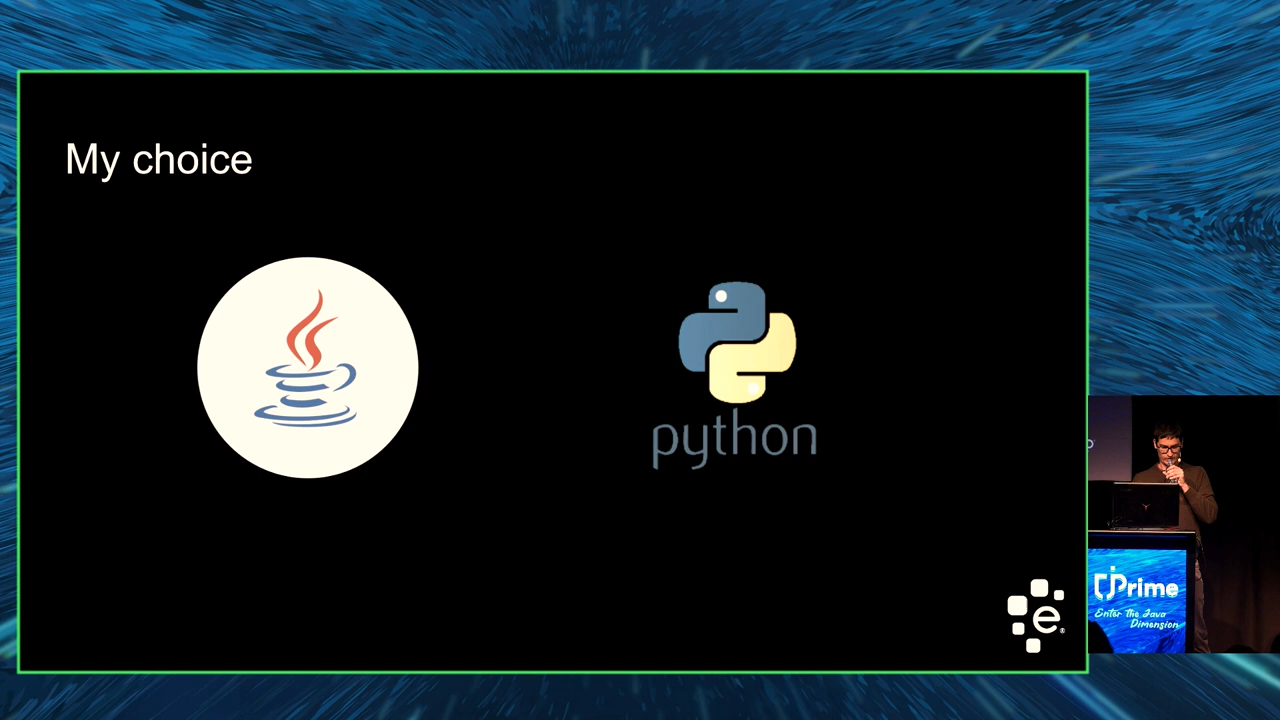 My choice
python
e
jPrime
Enter The Java
Dimension